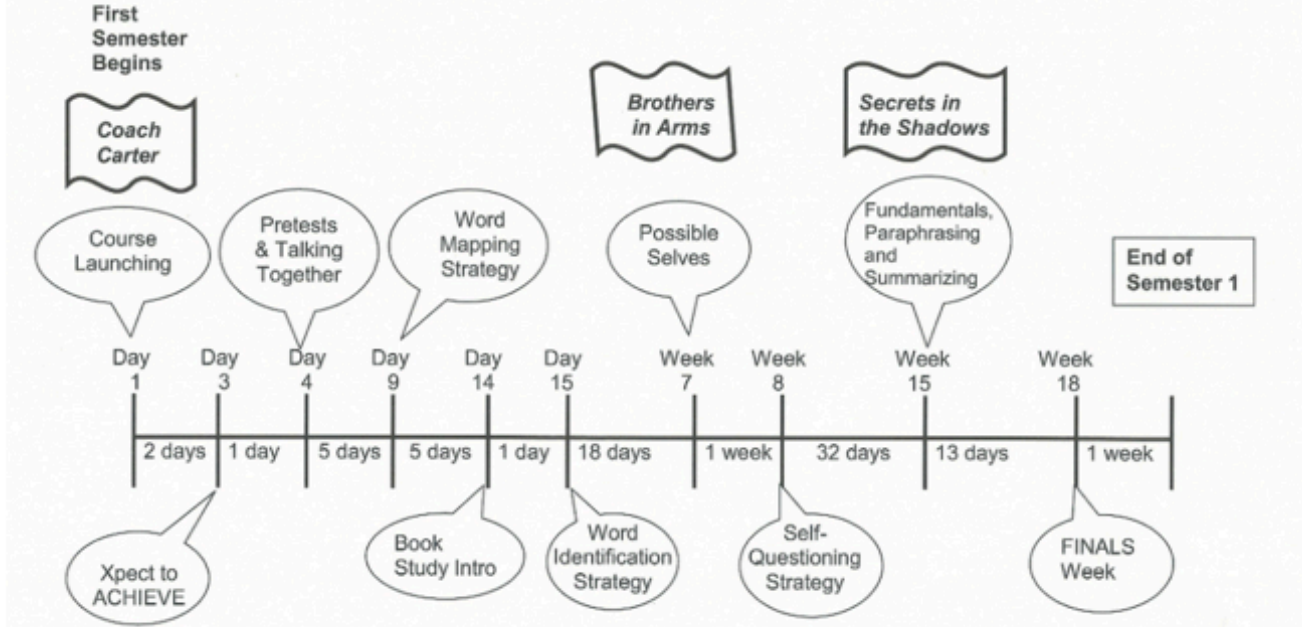 First
Semester
Begins
Coach
Carter
Brothers
in Arms
Secrets in
the Shadows
Course
Launching
Pretests
& Talking
Together
Word
Mapping
Strategy
Possible
Selves
Fundamentals,
Paraphrasing
and
Summarizing
End of
Semester 1
Day
1
Day
3
Day
4
Day
9
Day
14
Day
15
Week
7
Week
8
Week
15
Week
18
2 days
1 day
5 days
5 days
1 day
18 days
1 week
32 days
13 days
1 week
Xpect to
ACHIEVE
Book
Study Intro
Word
Identification
Strategy
Self-
Questioning
Strategy
FINALS
Week